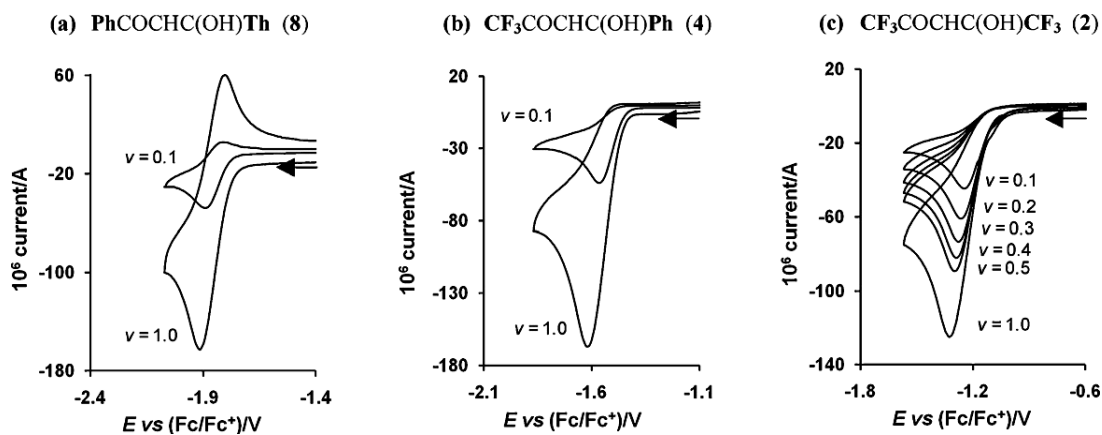 (a) PhCOCHC(OH)Th (8)
60
-20
-100
-180
10⁶ current/A
v = 0.1
v = 1.0
-2.4 -1.9 -1.4
E vs (Fc/Fc⁺)/V
(b) CF₃COCHC(OH)Ph (4)
20
-30
-80
-130
-180
10⁶ current/A
v = 0.1
v = 1.0
-2.1 -1.6 -1.1
E vs (Fc/Fc⁺)/V
(c) CF₃COCHC(OH)CF₃ (2)
20
-20
-60
-100
-140
10⁶ current/A
v = 0.1
v = 0.2
v = 0.3
v = 0.4
v = 0.5
v = 1.0
-1.8 -1.2 -0.6
E vs (Fc/Fc⁺)/V